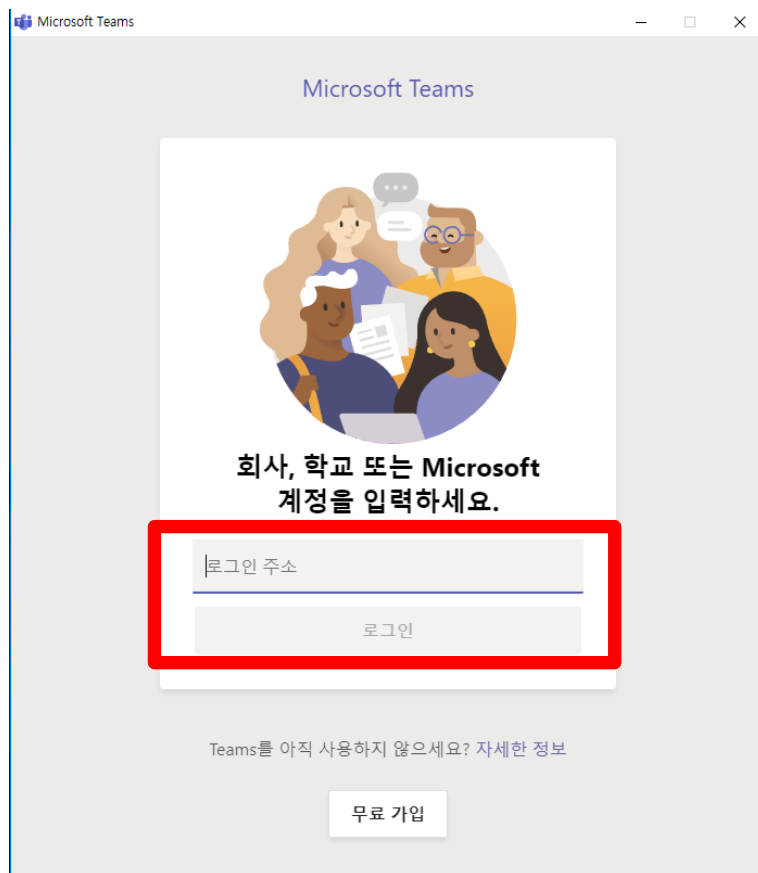 Microsoft Teams
Microsoft Teams
회사, 학교 또는 Microsoft
계정을 입력하세요.
로그인 주소
로그인
Teams를 아직 사용하지 않으세요? 자세한 정보
무료 가입